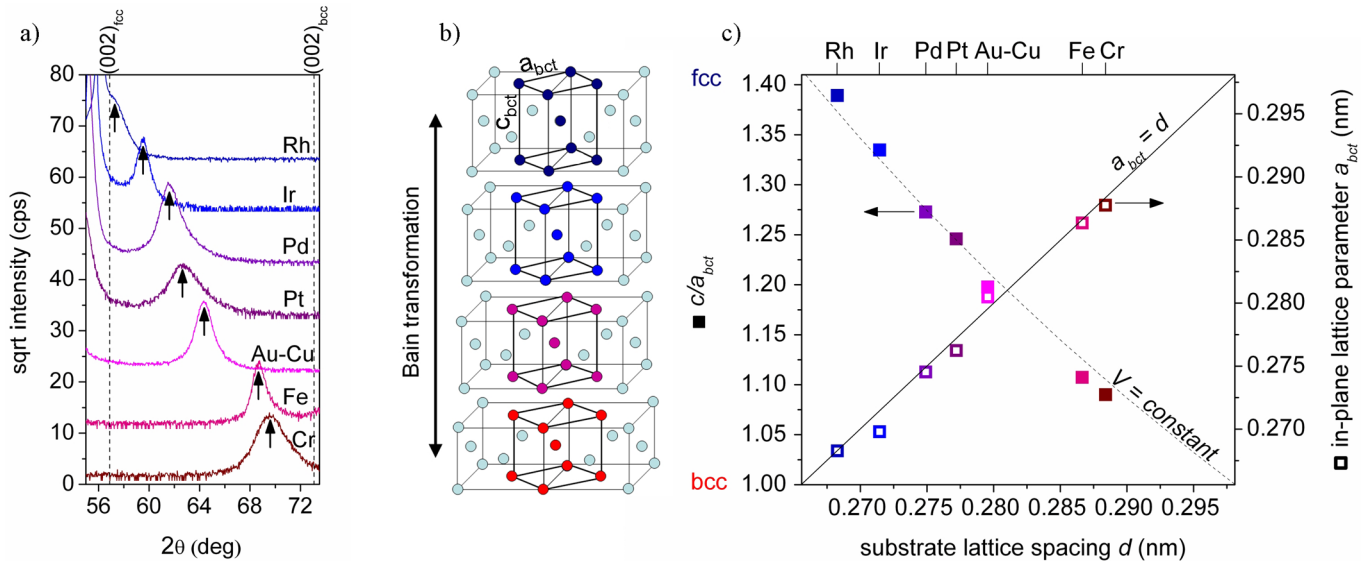 a)
(002)fcc
(002)bcc
80
70
60
50
40
30
20
10
0
sqrt intensity (cps)
Rh
Ir
Pd
Pt
Au-Cu
Fe
Cr
56
60
64
68
72
2θ (deg)
b)
abct
cbct
Bain transformation
c)
Rh Ir Pd Pt Au-Cu Fe Cr
fcc
bcc
1.40
1.35
1.30
1.25
1.20
1.15
1.10
1.05
1.00
■ c/abct
abct = d
V = constant
0.295
0.290
0.285
0.280
0.275
0.270
in-plane lattice parameter abct (nm)
0.270 0.275 0.280 0.285 0.290 0.295
substrate lattice spacing d (nm)